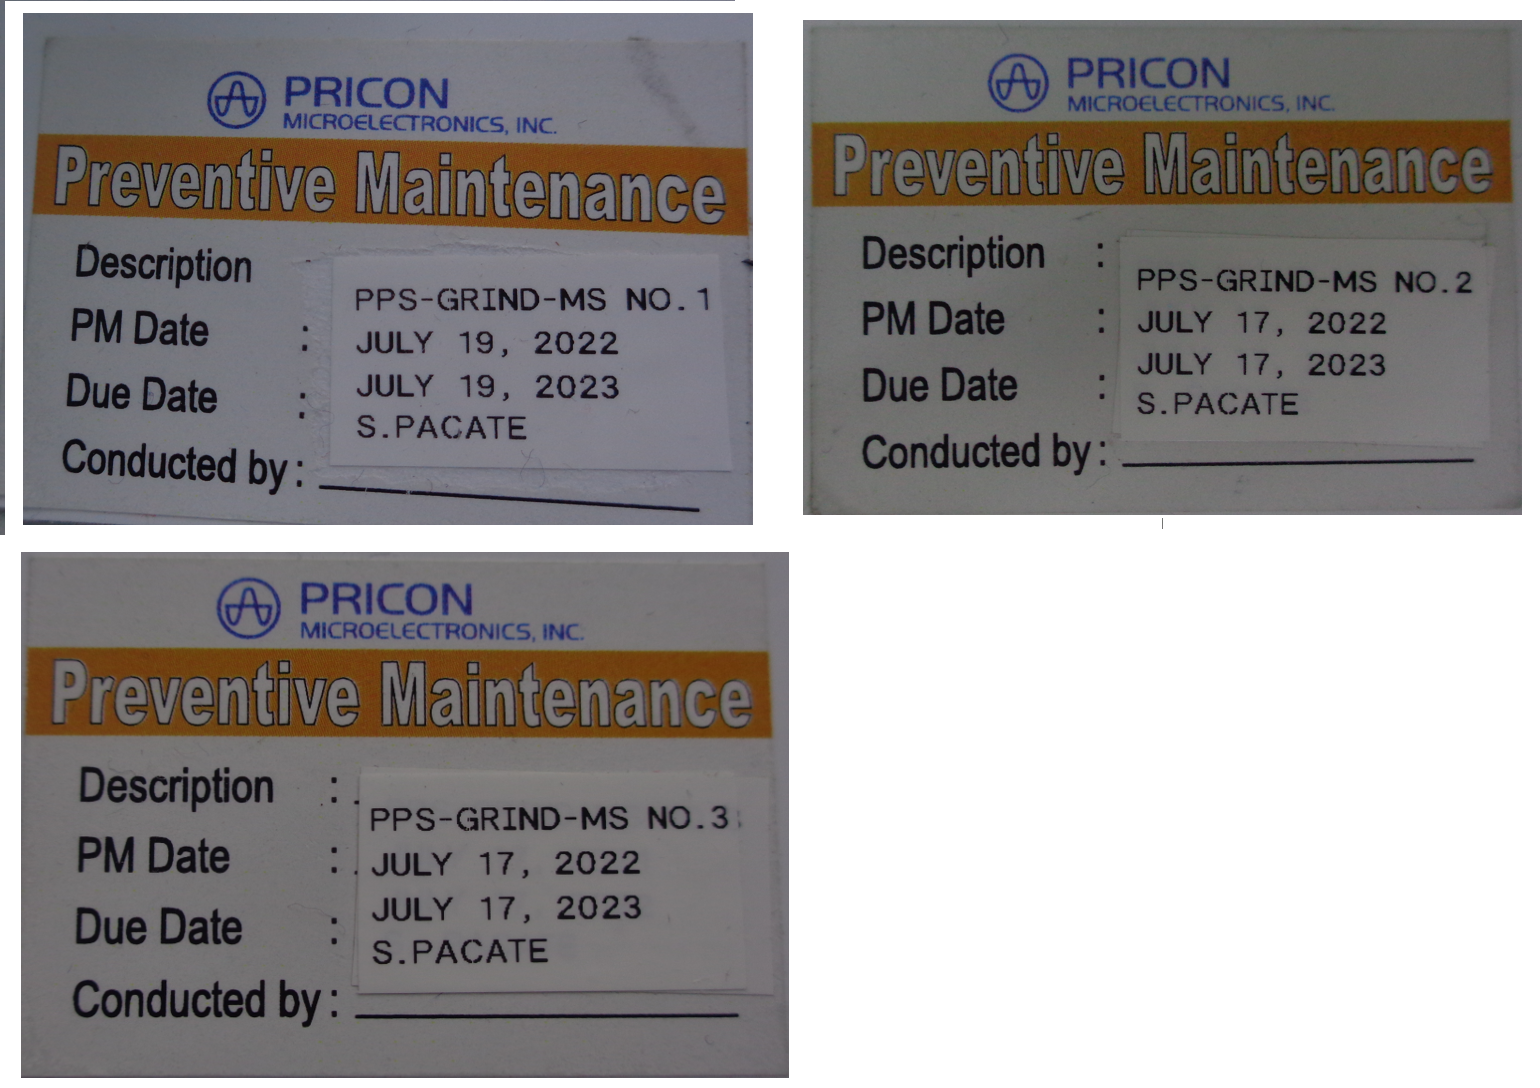 PRICON
MICROELECTRONICS, INC.
Preventive Maintenance
Description
PPS-GRIND-MS NO.1
PM Date :
JULY 19, 2022
Due Date :
JULY 19, 2023
Conducted by:
S.PACATE
PRICON
MICROELECTRONICS, INC.
Preventive Maintenance
Description :
PPS-GRIND-MS NO.2
PM Date :
JULY 17, 2022
Due Date :
JULY 17, 2023
Conducted by:
S.PACATE
PRICON
MICROELECTRONICS, INC.
Preventive Maintenance
Description :
PPS-GRIND-MS NO.3
PM Date :
JULY 17, 2022
Due Date :
JULY 17, 2023
Conducted by:
S.PACATE